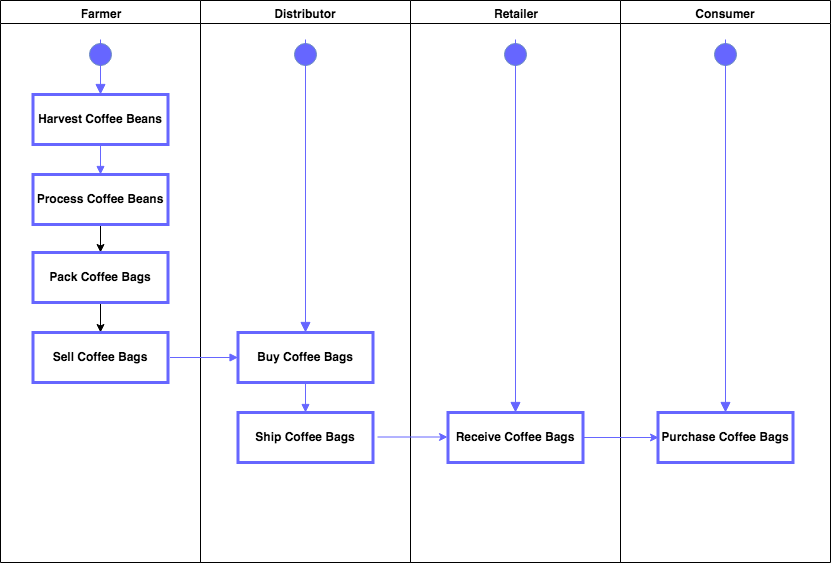 Farmer
Distributor
Retailer
Consumer
Harvest Coffee Beans
Process Coffee Beans
Pack Coffee Bags
Sell Coffee Bags
Buy Coffee Bags
Ship Coffee Bags
Receive Coffee Bags
Purchase Coffee Bags